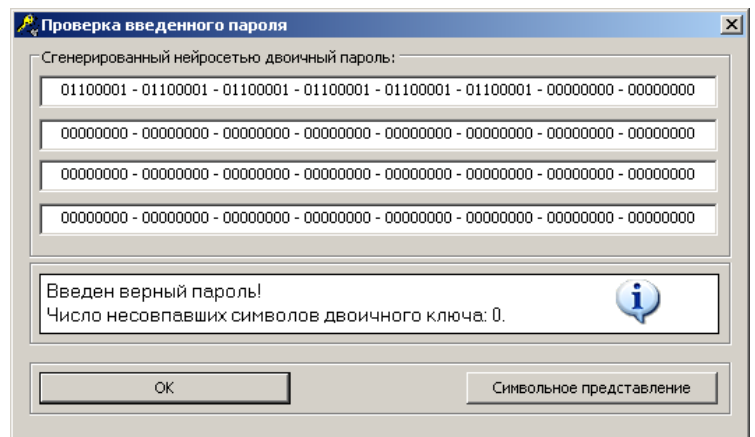 Проверка введенного пароля
Сгенерированный нейросетью двоичный пароль:
01100001 - 01100001 - 01100001 - 01100001 - 01100001 - 01100001 - 00000000 - 00000000
00000000 - 00000000 - 00000000 - 00000000 - 00000000 - 00000000 - 00000000 - 00000000
00000000 - 00000000 - 00000000 - 00000000 - 00000000 - 00000000 - 00000000 - 00000000
00000000 - 00000000 - 00000000 - 00000000 - 00000000 - 00000000 - 00000000 - 00000000
Введен верный пароль!
Число несовпавших символов двоичного ключа: 0.
OK
Символьное представление